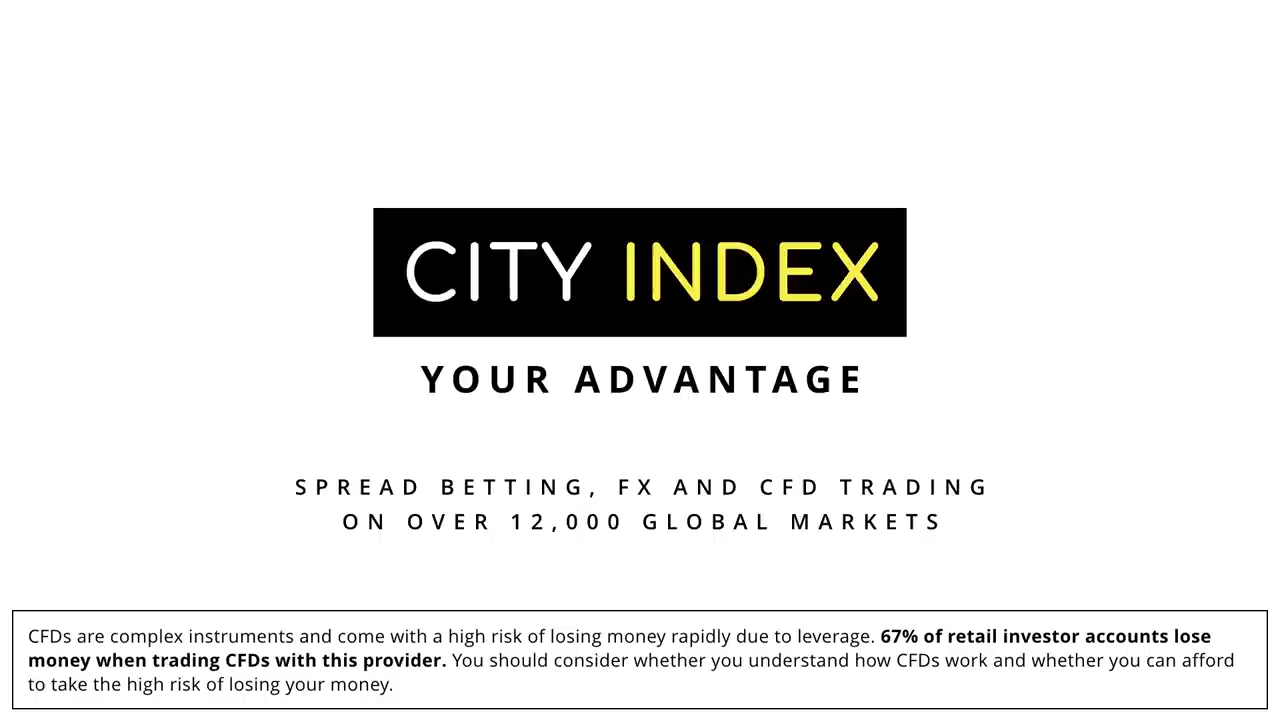 CITY INDEX
YOUR ADVANTAGE
SPREAD BETTING, FX AND CFD TRADING
ON OVER 12,000 GLOBAL MARKETS
CFDs are complex instruments and come with a high risk of losing money rapidly due to leverage. 67% of retail investor accounts lose
money when trading CFDs with this provider. You should consider whether you understand how CFDs work and whether you can afford
to take the high risk of losing your money.